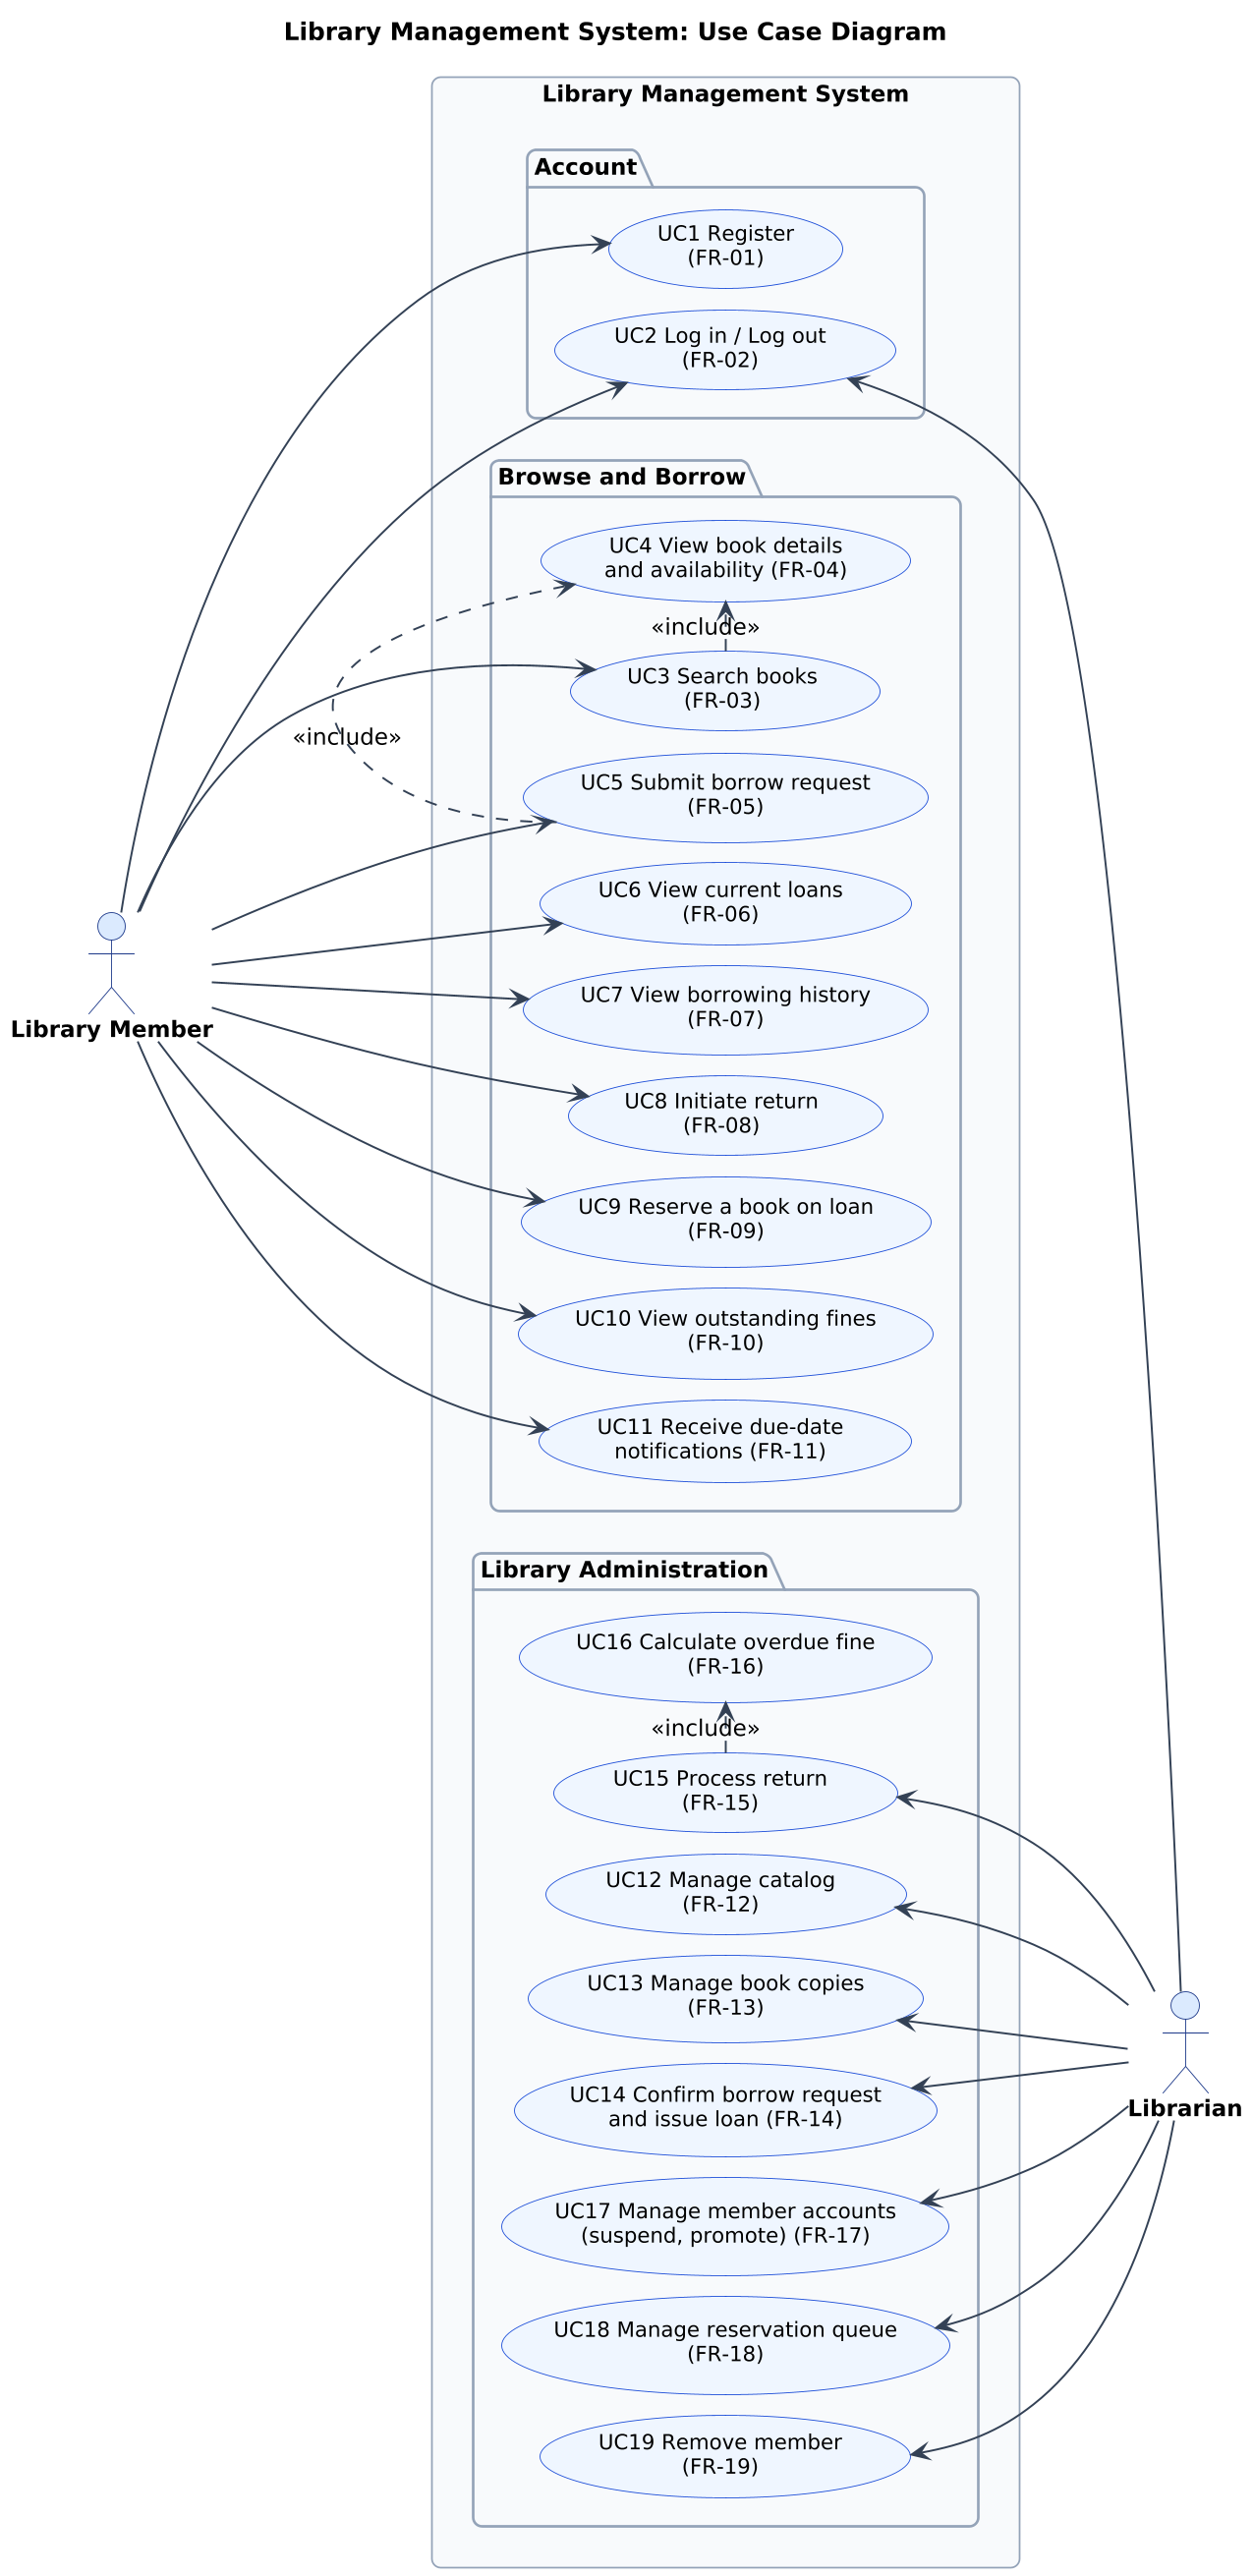 Library Management System: Use Case Diagram
Library Management System
Account
UC1 Register
(FR-01)
UC2 Log in / Log out
(FR-02)
Browse and Borrow
UC4 View book details
and availability (FR-04)
«include»
UC3 Search books
(FR-03)
«include»
UC5 Submit borrow request
(FR-05)
UC6 View current loans
(FR-06)
UC7 View borrowing history
(FR-07)
Library Member
UC8 Initiate return
(FR-08)
UC9 Reserve a book on loan
(FR-09)
UC10 View outstanding fines
(FR-10)
UC11 Receive due-date
notifications (FR-11)
Library Administration
UC16 Calculate overdue fine
(FR-16)
«include»
UC15 Process return
(FR-15)
UC12 Manage catalog
(FR-12)
UC13 Manage book copies
(FR-13)
UC14 Confirm borrow request
and issue loan (FR-14)
Librarian
UC17 Manage member accounts
(suspend, promote) (FR-17)
UC18 Manage reservation queue
(FR-18)
UC19 Remove member
(FR-19)